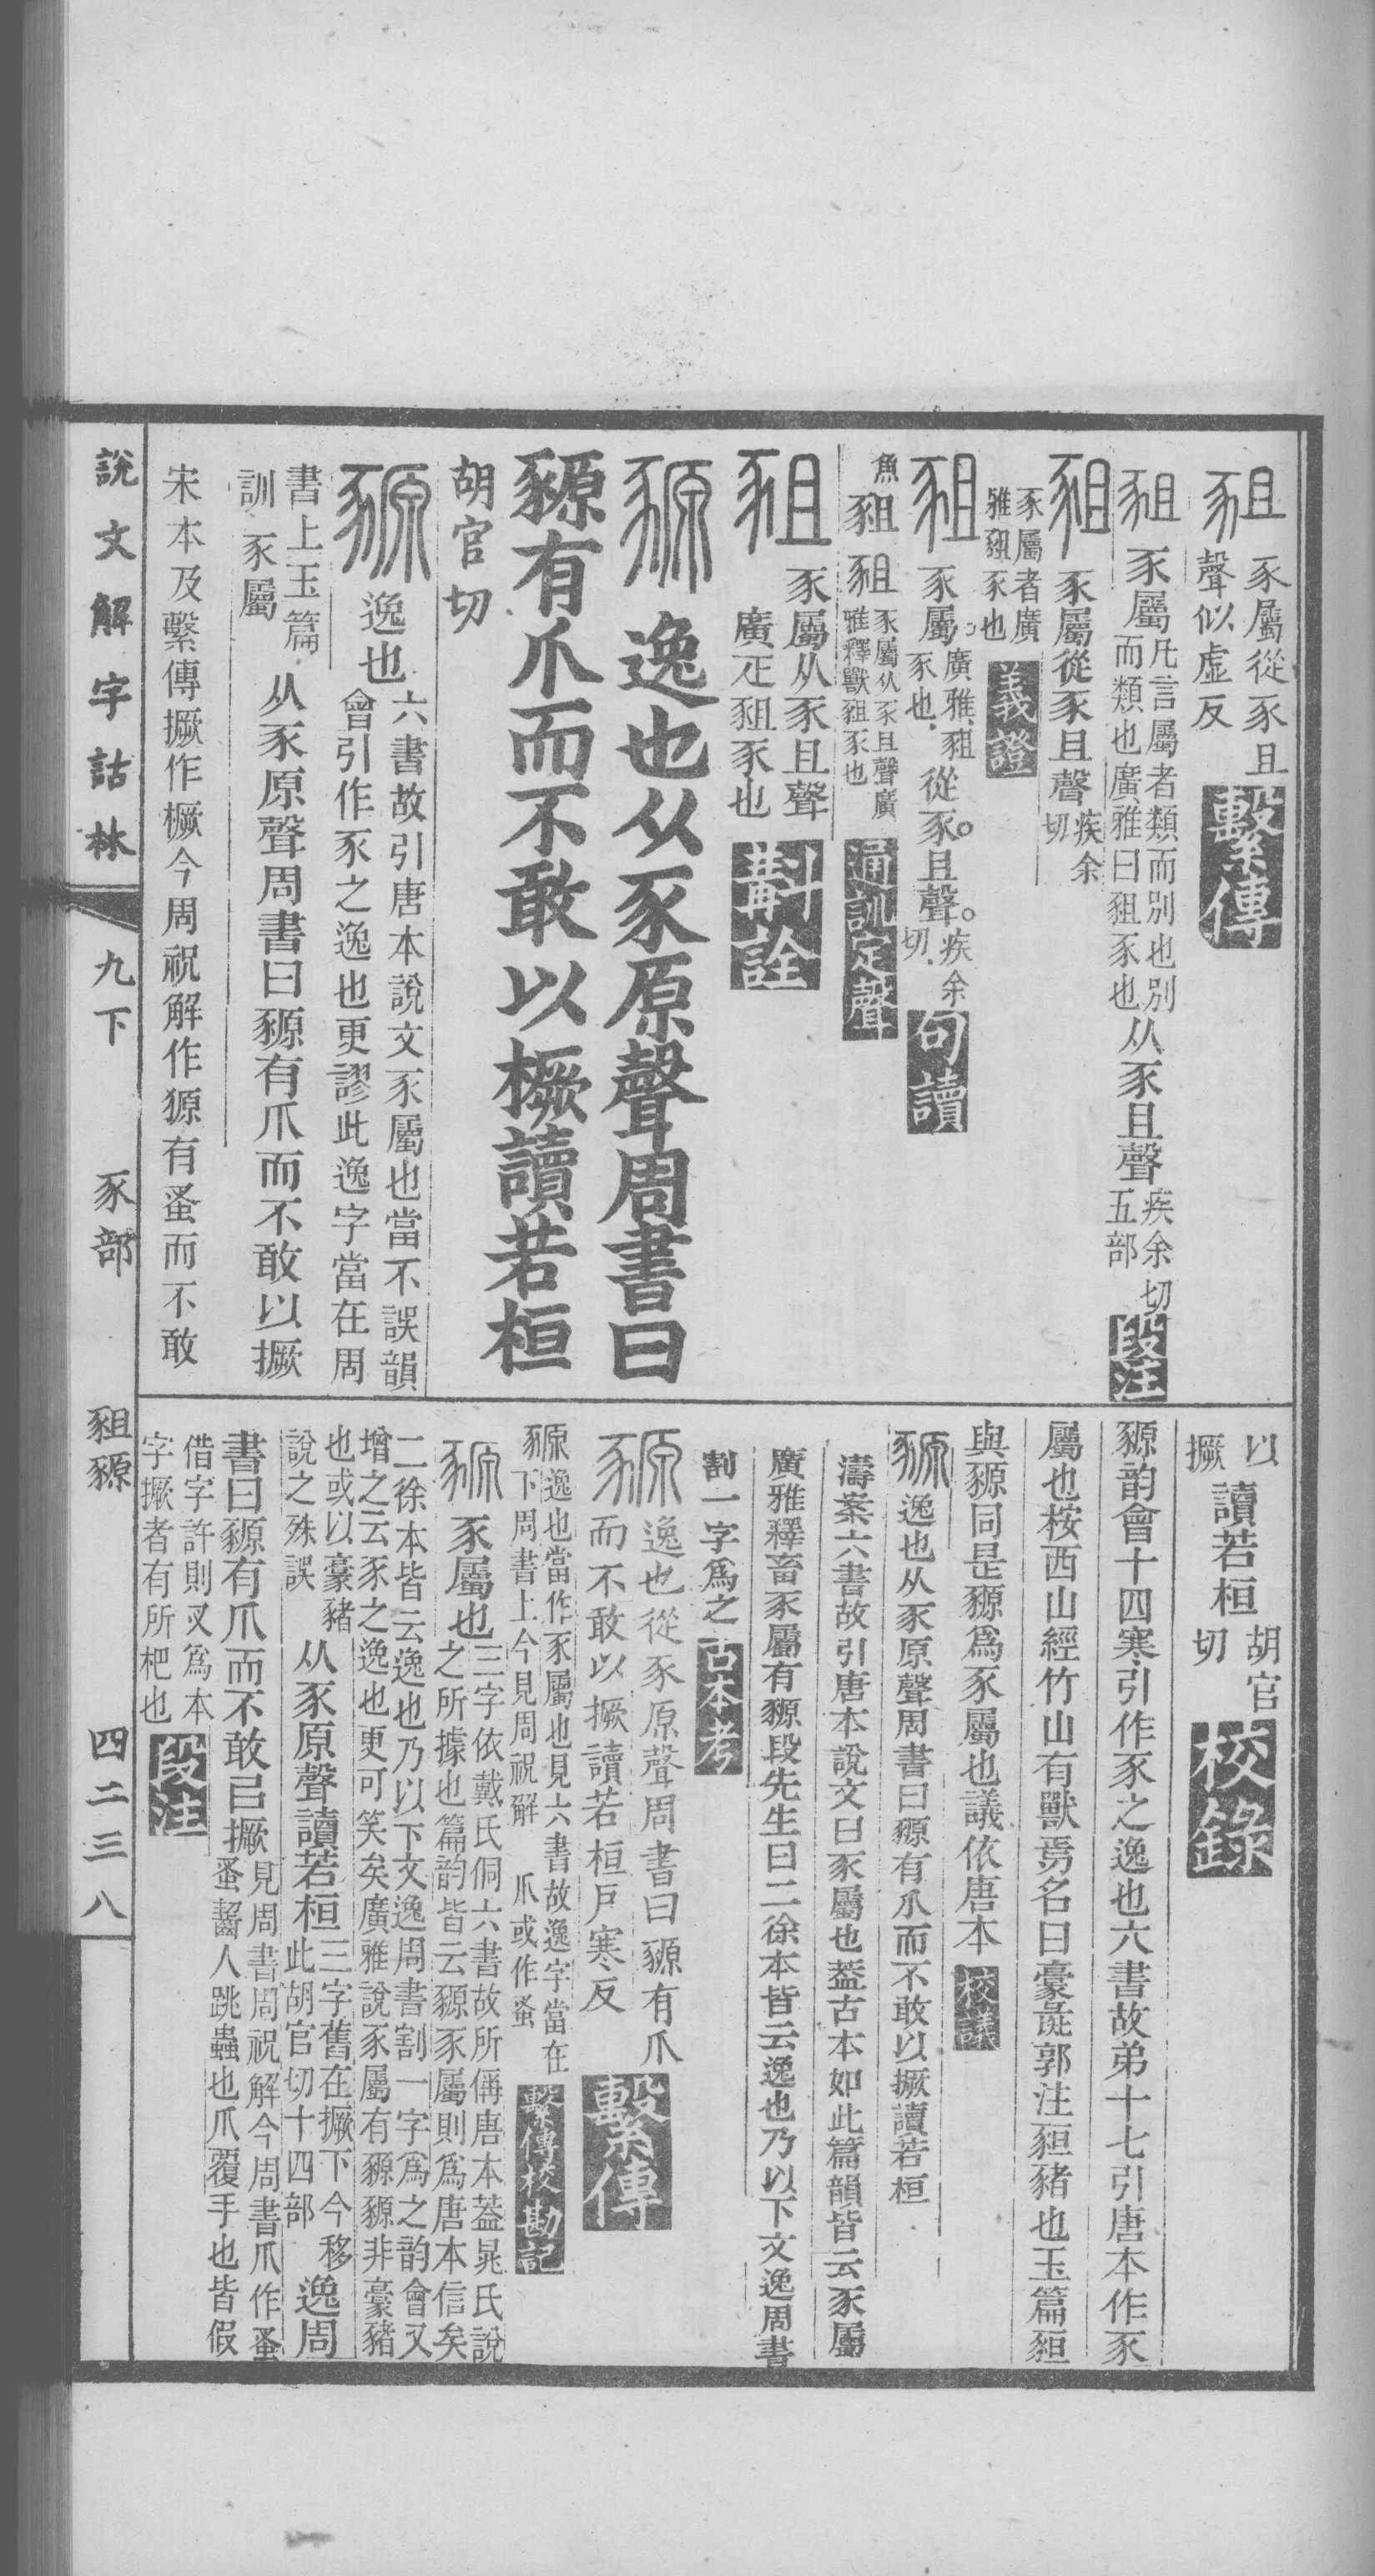 豠 豕屬從豕且
聲似虛反 繫傳
豠 豕屬 凡言屬者類而別也別
而類也廣雅曰豠豕也 从豕且聲 疾余切
五部 段注
豠 豕屬從豕且聲 疾余
切
豕屬者廣
雅豠豕也 義證
豠 豕屬。廣雅、豠
豕也. 從豕。且聲。疾余
切. 句讀
豠 豠 豕屬从豕且聲廣
雅釋獸豠豕也 通訓定聲
魚
豠 豕屬从豕且聲
廣疋豠豕也 斠詮
豲 逸也从豕原聲周書曰
豲有爪而不敢以橛讀若桓
胡官切
豲 逸也 六書故引唐本說文豕屬也當不誤韻
會引作豕之逸也更謬此逸字當在周
書上玉篇
訓豕屬 从豕原聲周書曰豲有爪而不敢以撅
宋本及繫傳撅作橛今周祝解作豲有蚤而不敢
以
撅 讀若桓 胡官
切 校錄
豲韵會十四寒引作豕之逸也六書故弟十七引唐本作豕
屬也桉西山經竹山有獸焉名曰豪彘郭注豲豬也玉篇豲
與豲同是豲爲豕屬也議依唐本 校議
豲 逸也从豕原聲周書曰豲有爪而不敢以撅讀若桓
濤案六書故引唐本說文曰豕屬也葢古本如此篇韻皆云豕屬
廣雅釋畜豕屬有豲段先生曰二徐本皆云逸也乃以下文逸周書
割一字爲之 古本考
豲 逸也從豕原聲周書曰豲有爪
而不敢以撅讀若桓戶寒反 繫傳
豲逸也當作豕屬也見六書故逸字當在
下周書上今見周祝解 爪或作蚤 繫傳校勘記
豲 豕屬也 三字依戴氏侗六書故所偁唐本葢晁氏說
之所據也篇韵皆云豲豕屬則爲唐本信矣
二徐本皆云逸也乃以下文逸周書割一字爲之韵會又
增之云豕之逸也更可笑矣廣雅說豕屬有豲豲非豪豬
也或以豪豬
說之殊誤 从豕原聲讀若桓 三字舊在撅下今移
此胡官切十四部 逸周
書曰豲有爪而不敢㠯撅 見周書周祝解今周書爪作蚤
蚤齧人跳蟲也爪覆手也皆假
借字許則叉爲本
字撅者有所杷也 段注
說文解字詁林 九下 豕部 豠豲 四二三八